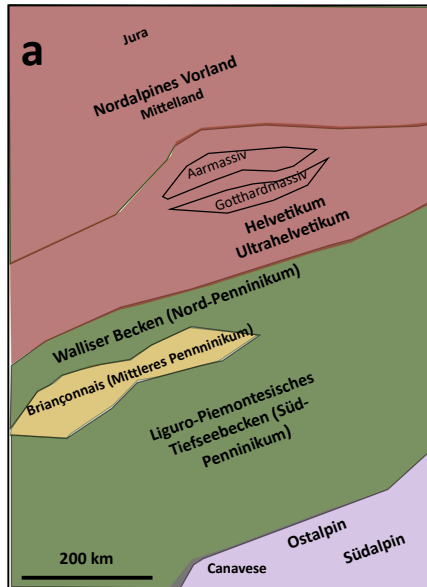 a
Jura
Nordalpines Vorland
Mittelland
Aarmassiv
Gotthardmassiv
Helvetikum
Ultrahelvetikum
Walliser Becken (Nord-Penninikum)
Briançonnais (Mittleres Pennninikum)
Liguro-Piemontesisches
Tiefseebecken (Süd-
Penninikum)
Ostalpin
Südalpin
Canavese
200 km